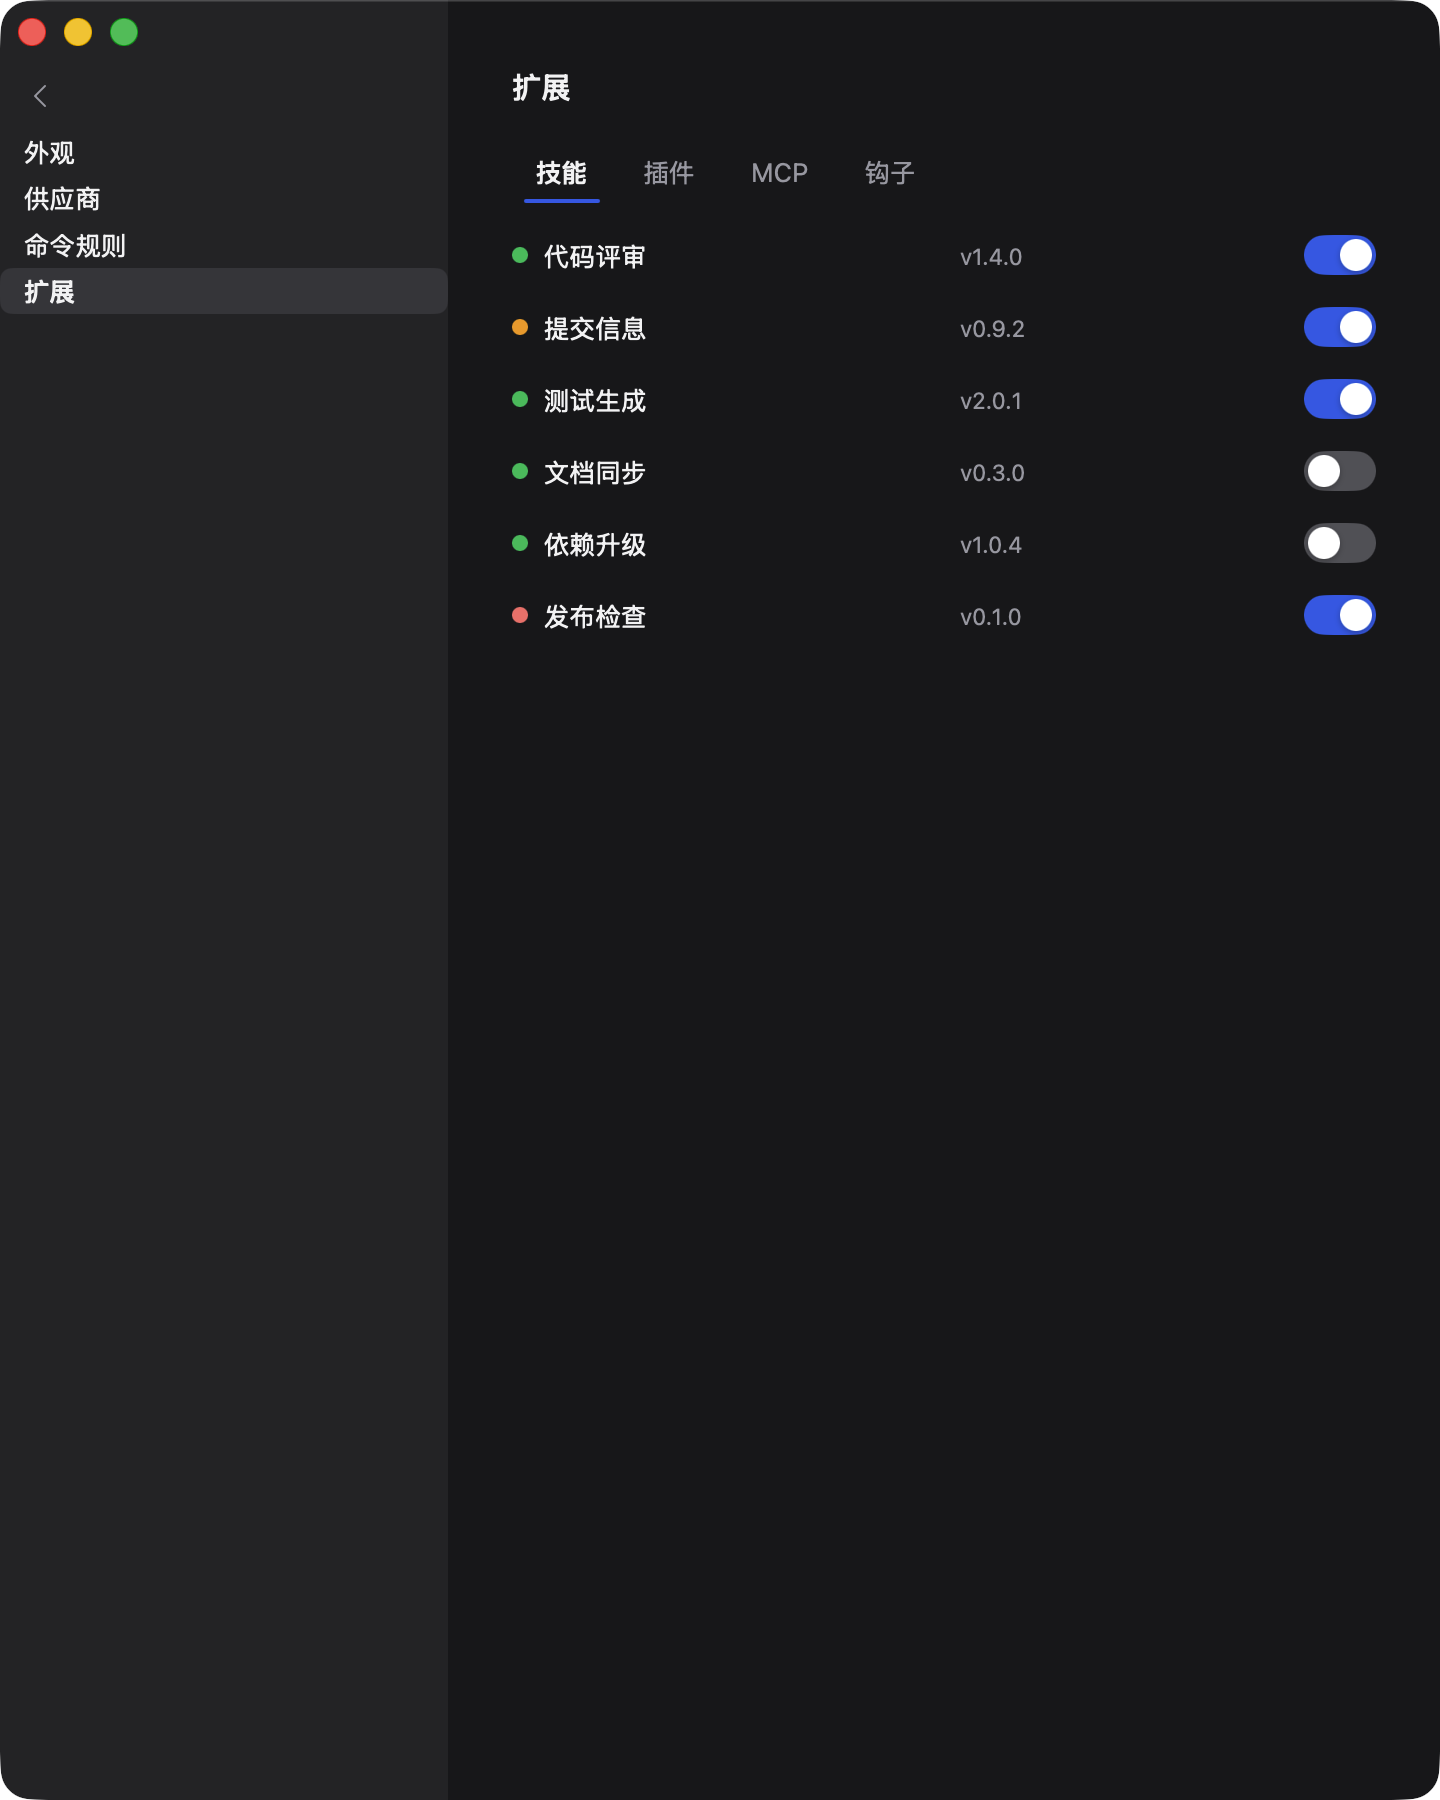 外观
供应商
命令规则
扩展
扩展
技能 插件 MCP 钩子
代码评审 v1.4.0
提交信息 v0.9.2
测试生成 v2.0.1
文档同步 v0.3.0
依赖升级 v1.0.4
发布检查 v0.1.0